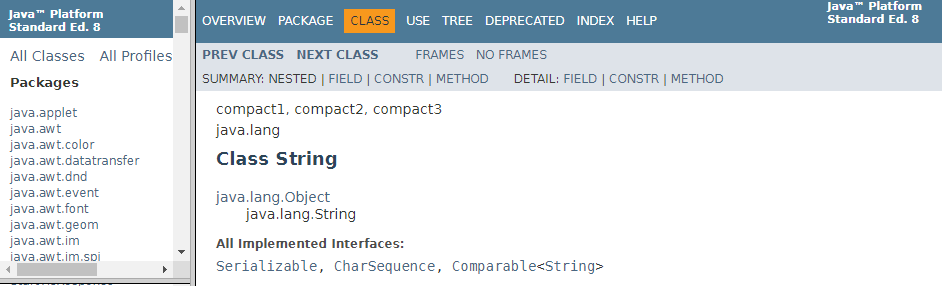 Java™ Platform
Standard Ed. 8
All Classes All Profiles
Packages
java.applet
java.awt
java.awt.color
java.awt.datatransfer
java.awt.dnd
java.awt.event
java.awt.font
java.awt.geom
java.awt.im
java.awt.im.spi
OVERVIEW PACKAGE CLASS USE TREE DEPRECATED INDEX HELP
Java™ Platform
Standard Ed. 8
PREV CLASS NEXT CLASS FRAMES NO FRAMES
SUMMARY: NESTED | FIELD | CONSTR | METHOD DETAIL: FIELD | CONSTR | METHOD
compact1, compact2, compact3
java.lang
Class String
java.lang.Object
java.lang.String
All Implemented Interfaces:
Serializable, CharSequence, Comparable<String>